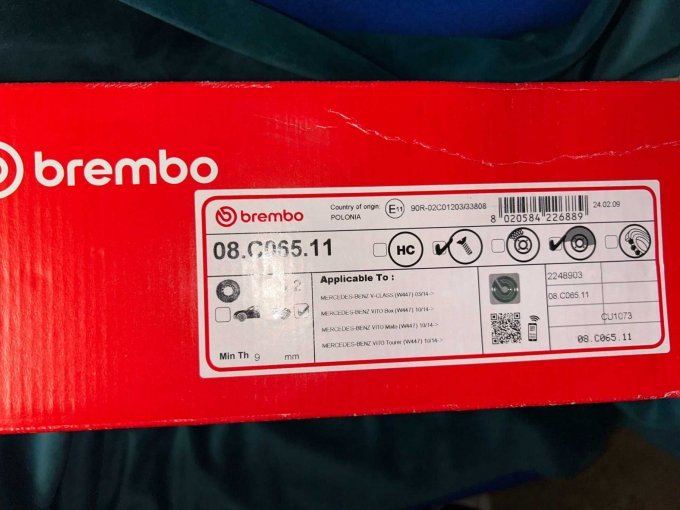 brembo
brembo
Country of origin:
POLONIA
E11
90R-02C01203/33808
8 020584 226889
24.02.09
08.C065.11
HC
2
Min Th 9 mm
Applicable To :
MERCEDES-BENZ V-CLASS (W447) 03/14->
MERCEDES-BENZ VITO Box (W447) 10/14->
MERCEDES-BENZ VITO Mixto (W447) 10/14->
MERCEDES-BENZ VITO Tourer (W447) 10/14->
2248903
08.C065.11
CU1073
08.C065.11